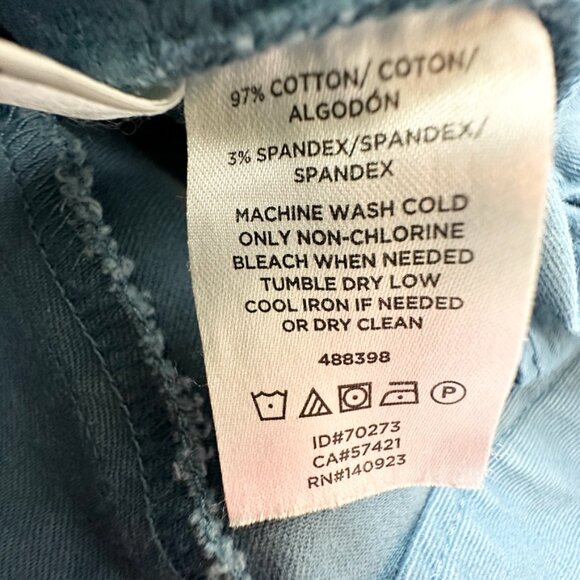 97% COTTON/ COTON/
ALGODÓN
3% SPANDEX/SPANDEX/
SPANDEX
MACHINE WASH COLD
ONLY NON-CHLORINE
BLEACH WHEN NEEDED
TUMBLE DRY LOW
COOL IRON IF NEEDED
OR DRY CLEAN
488398
P
ID#70273
CA#57421
RN#140923